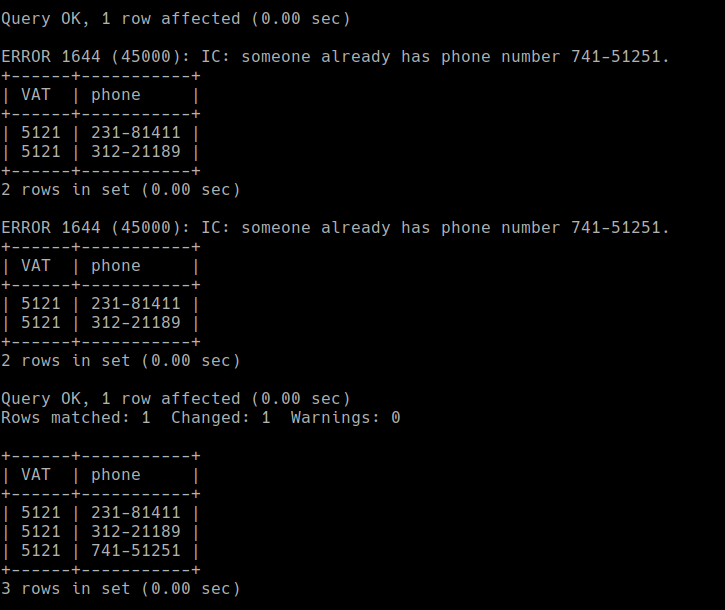 Query OK, 1 row affected (0.00 sec)

ERROR 1644 (45000): IC: someone already has phone number 741-51251.
+------+-----------+
| VAT  | phone     |
+------+-----------+
| 5121 | 231-81411 |
| 5121 | 312-21189 |
+------+-----------+
2 rows in set (0.00 sec)

ERROR 1644 (45000): IC: someone already has phone number 741-51251.
+------+-----------+
| VAT  | phone     |
+------+-----------+
| 5121 | 231-81411 |
| 5121 | 312-21189 |
+------+-----------+
2 rows in set (0.00 sec)

Query OK, 1 row affected (0.00 sec)
Rows matched: 1  Changed: 1  Warnings: 0

+------+-----------+
| VAT  | phone     |
+------+-----------+
| 5121 | 231-81411 |
| 5121 | 312-21189 |
| 5121 | 741-51251 |
+------+-----------+
3 rows in set (0.00 sec)